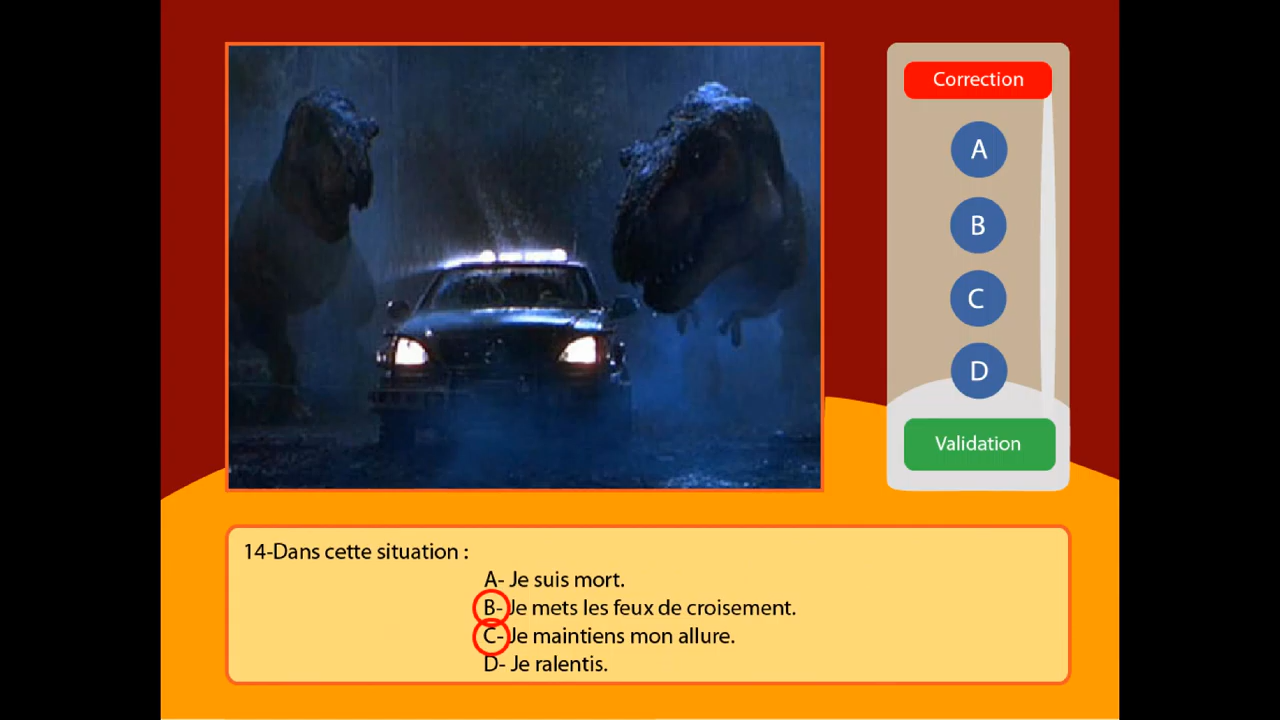 Correction
A
B
C
D
Validation
14-Dans cette situation :
A- Je suis mort.
B- Je mets les feux de croisement.
C- Je maintiens mon allure.
D- Je ralentis.